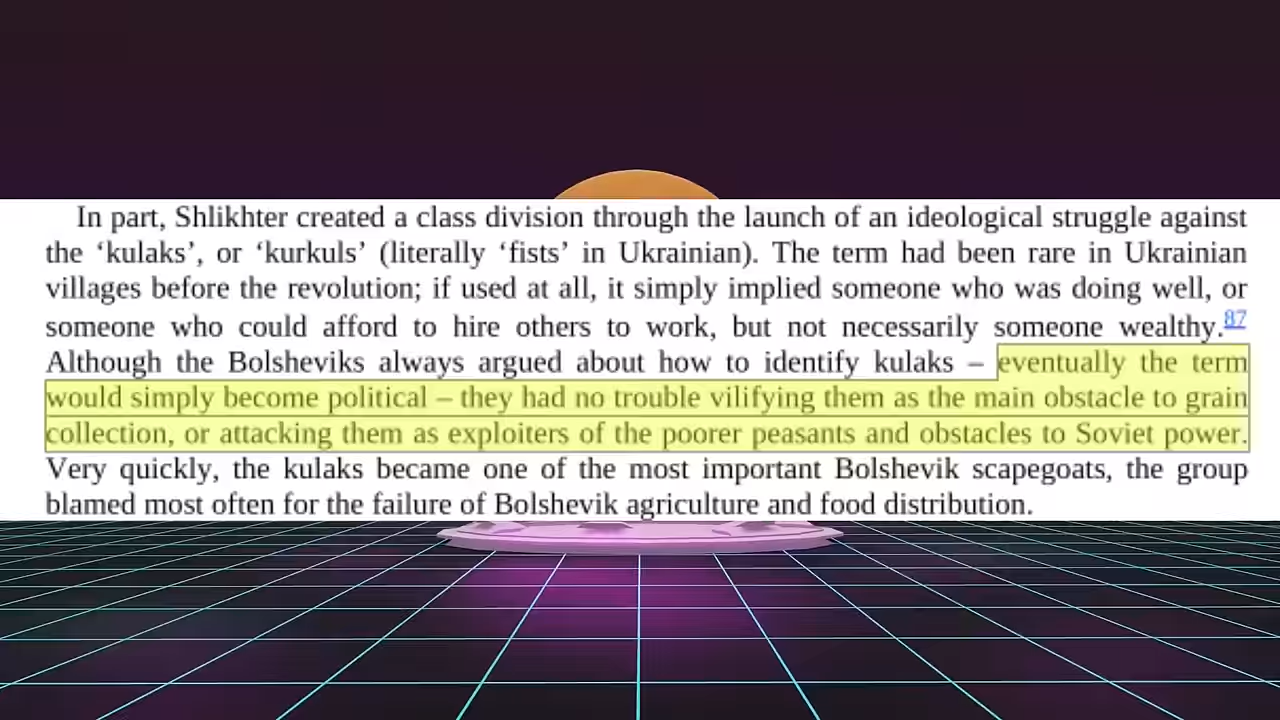 In part, Shlikhter created a class division through the launch of an ideological struggle against
the ‘kulaks’, or ‘kurkuls’ (literally ‘fists’ in Ukrainian). The term had been rare in Ukrainian
villages before the revolution; if used at all, it simply implied someone who was doing well, or
someone who could afford to hire others to work, but not necessarily someone wealthy.87
Although the Bolsheviks always argued about how to identify kulaks – eventually the term
would simply become political – they had no trouble vilifying them as the main obstacle to grain
collection, or attacking them as exploiters of the poorer peasants and obstacles to Soviet power.
Very quickly, the kulaks became one of the most important Bolshevik scapegoats, the group
blamed most often for the failure of Bolshevik agriculture and food distribution.